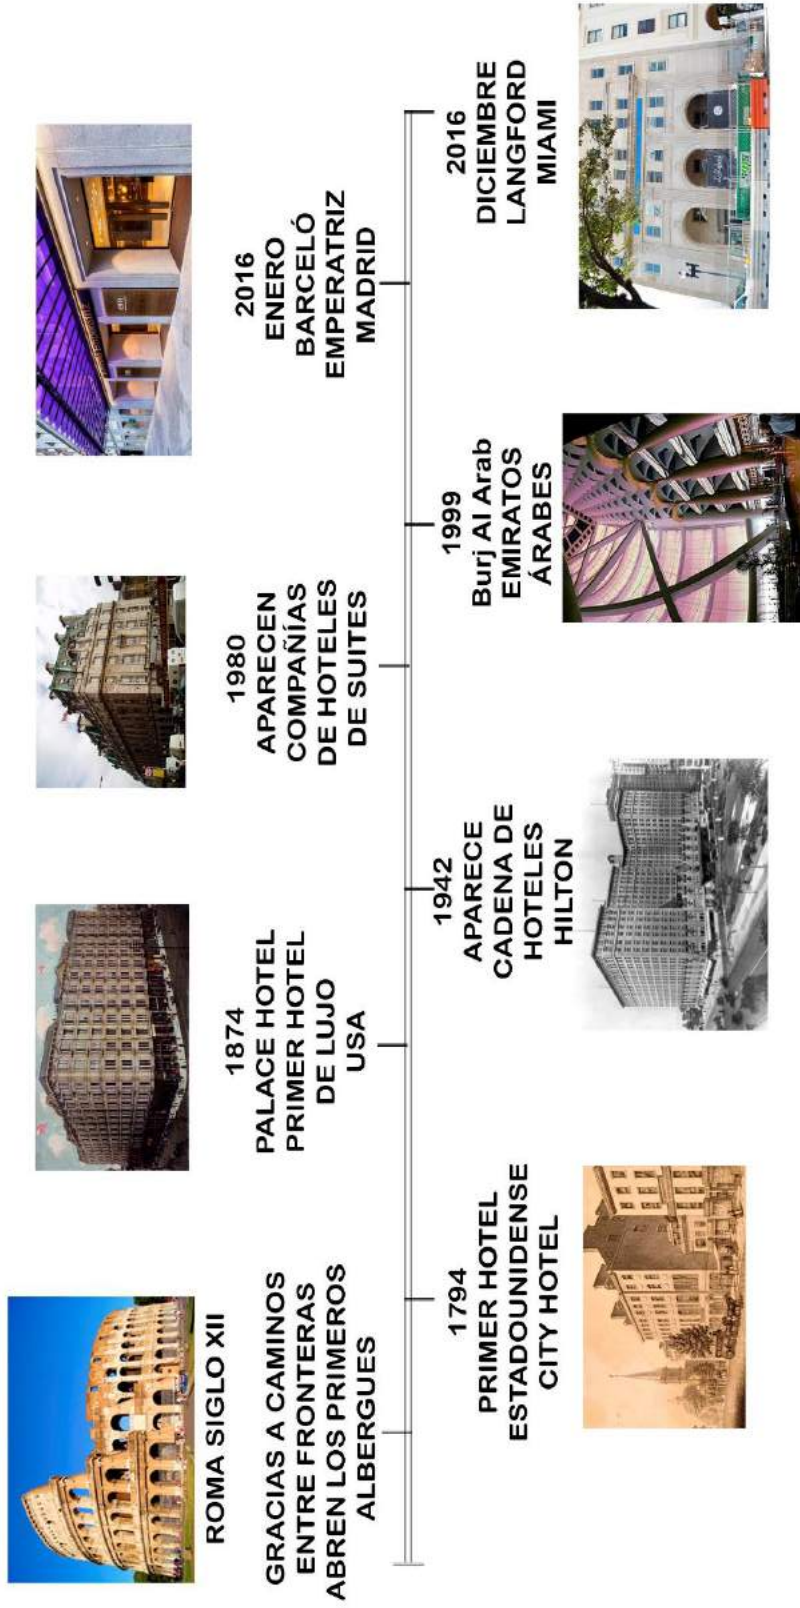 ROMA SIGLO XII
GRACIAS A CAMINOS
ENTRE FRONTERAS
ABREN LOS PRIMEROS
ALBERGUES
1794
PRIMER HOTEL
ESTADOUNIDENSE
CITY HOTEL
1874
PALACE HOTEL
PRIMER HOTEL
DE LUJO
USA
1942
APARECE
CADENA DE
HOTELES
HILTON
1980
APARECEN
COMPAÑÍAS
DE HOTELES
DE SUITES
1999
Burj Al Arab
EMIRATOS
ÁRABES
2016
ENERO
BARCELÓ
EMPERATRIZ
MADRID
2016
DICIEMBRE
LANGFORD
MIAMI